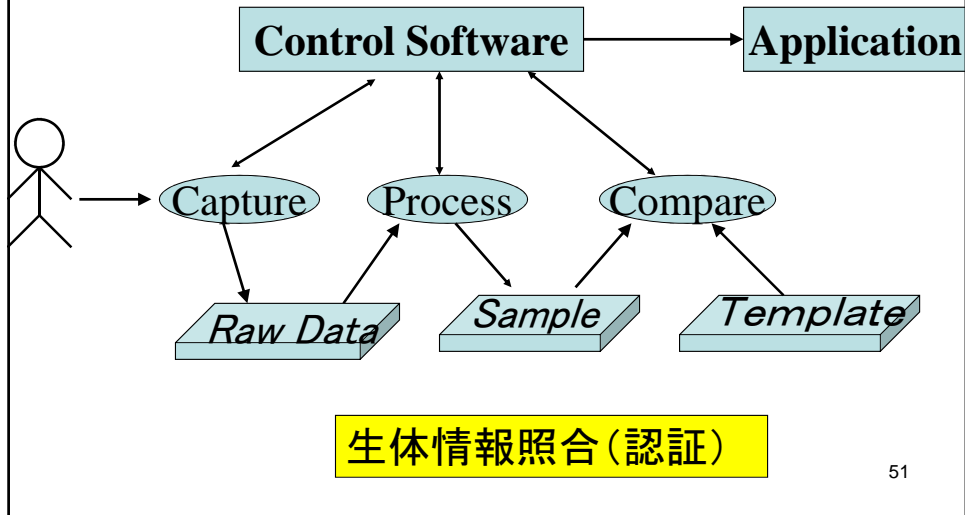 Control Software
Application
Capture
Process
Compare
Raw Data
Sample
Template
生体情報照合（認証）
51